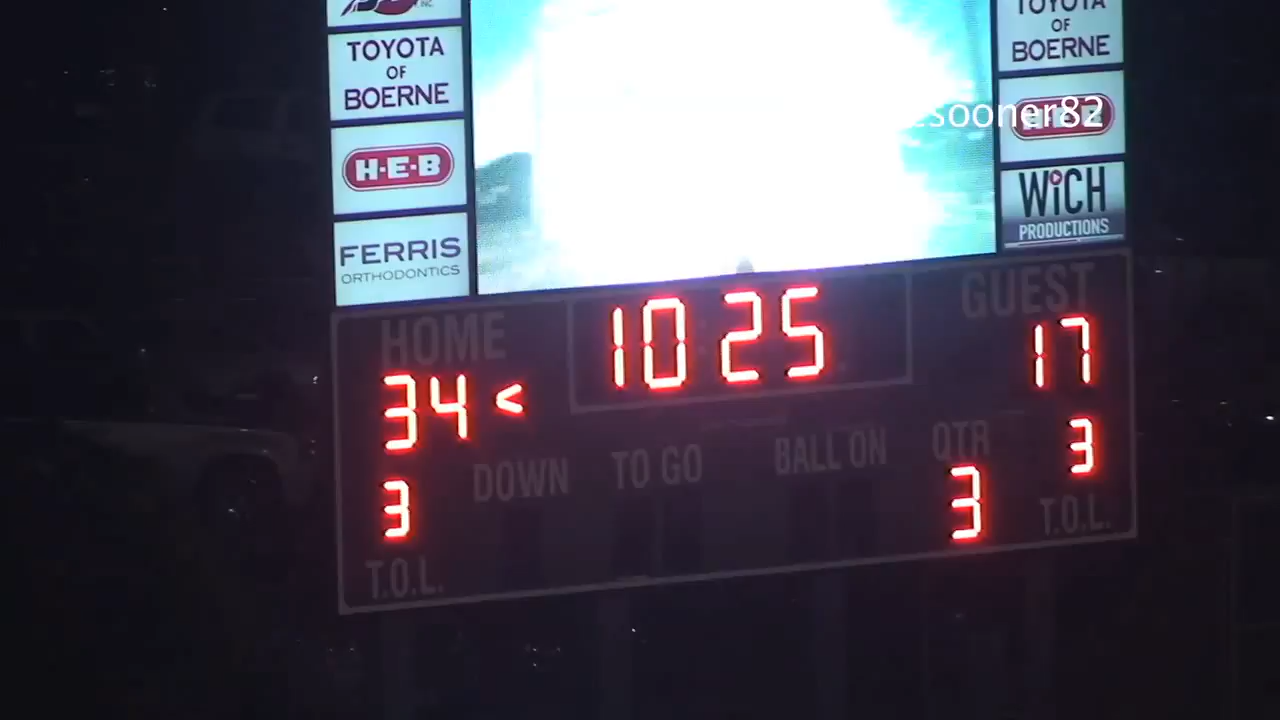 TOYOTA
OF
BOERNE
H-E-B
FERRIS
ORTHODONTICS
TOYOTA
OF
BOERNE
H-E-B
WiCH
PRODUCTIONS
sooner82
HOME
34 <
10 25
GUEST
17
DOWN
TO GO
BALL ON
QTR
3
3
T.O.L.
3
T.O.L.